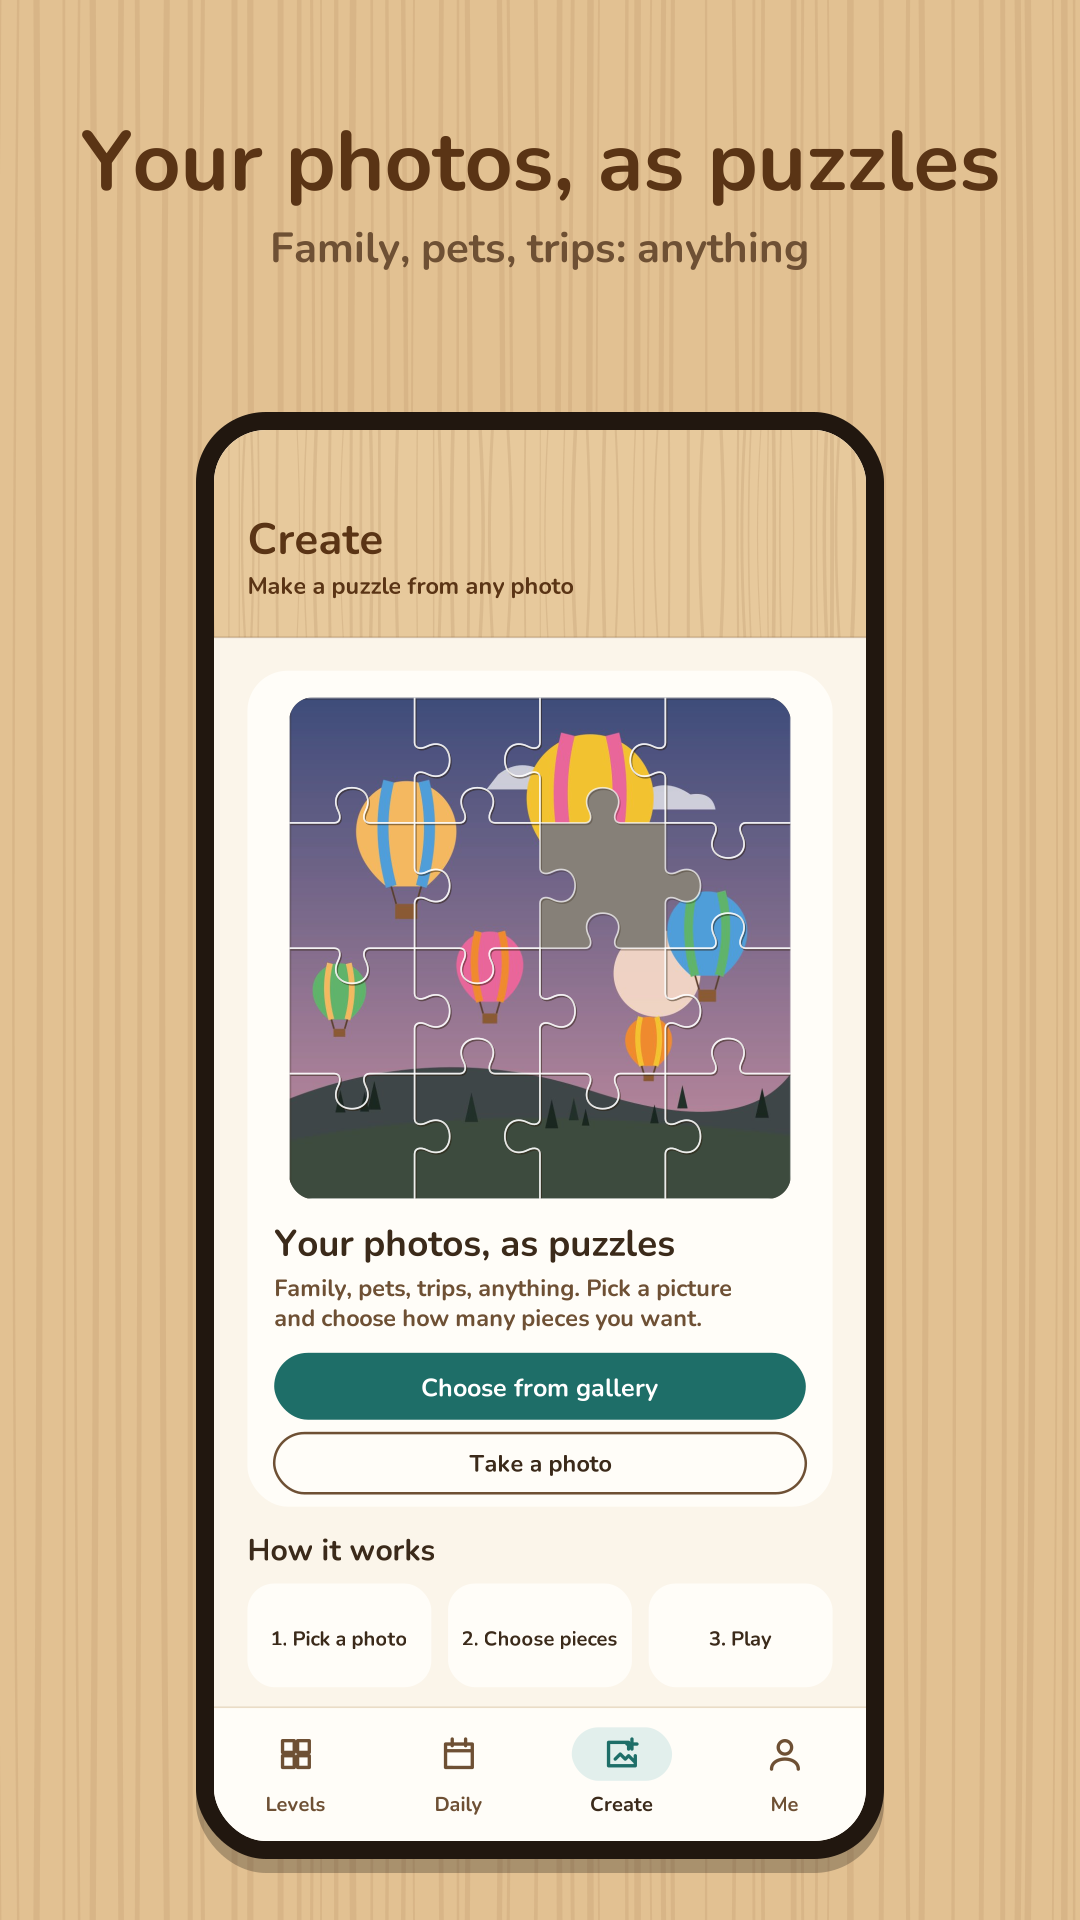 Your photos, as puzzles
Family, pets, trips: anything
Create
Make a puzzle from any photo
Your photos, as puzzles
Family, pets, trips, anything. Pick a picture
and choose how many pieces you want.
Choose from gallery
Take a photo
How it works
1. Pick a photo
2. Choose pieces
3. Play
Levels
Daily
Create
Me